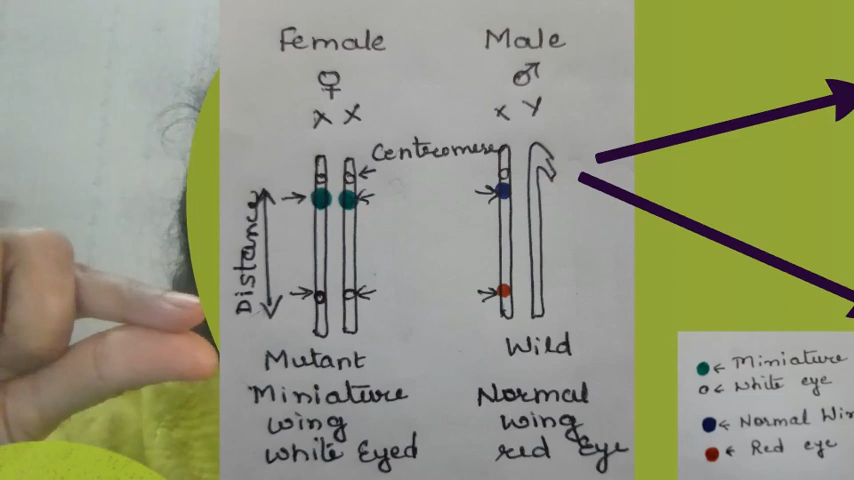 Female
Male
♀
♂
X X
X Y
Centromere
Distance
Mutant
Miniature
wing
white Eyed
Wild
Normal
wing
red Eye
← Miniature
← White eye
← Normal Win
← Red eye